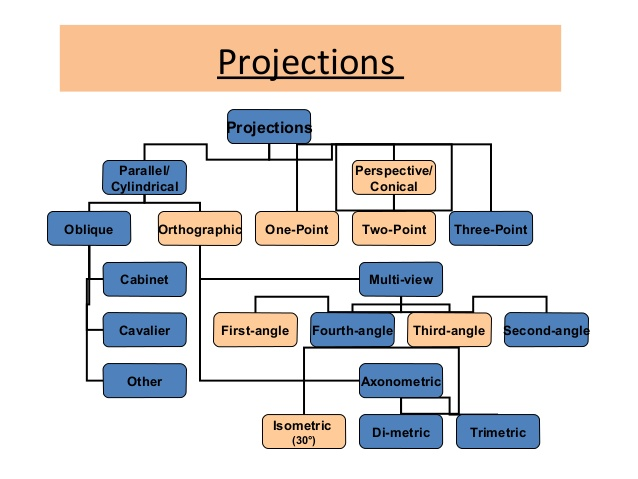 Projections
Projections
Parallel/
Cylindrical
Perspective/
Conical
Oblique
Orthographic
One-Point
Two-Point
Three-Point
Cabinet
Multi-view
Cavalier
First-angle
Fourth-angle
Third-angle
Second-angle
Other
Axonometric
Isometric
(30°)
Di-metric
Trimetric